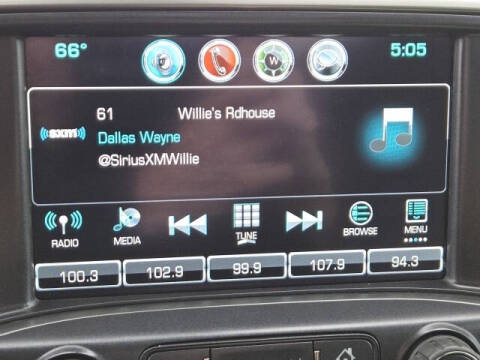 66° 5:05
W
61 Willie's Rdhouse
((sxm))
Dallas Wayne
@SiriusXMWillie
RADIO MEDIA TUNE BROWSE MENU
100.3 102.9 99.9 107.9 94.3